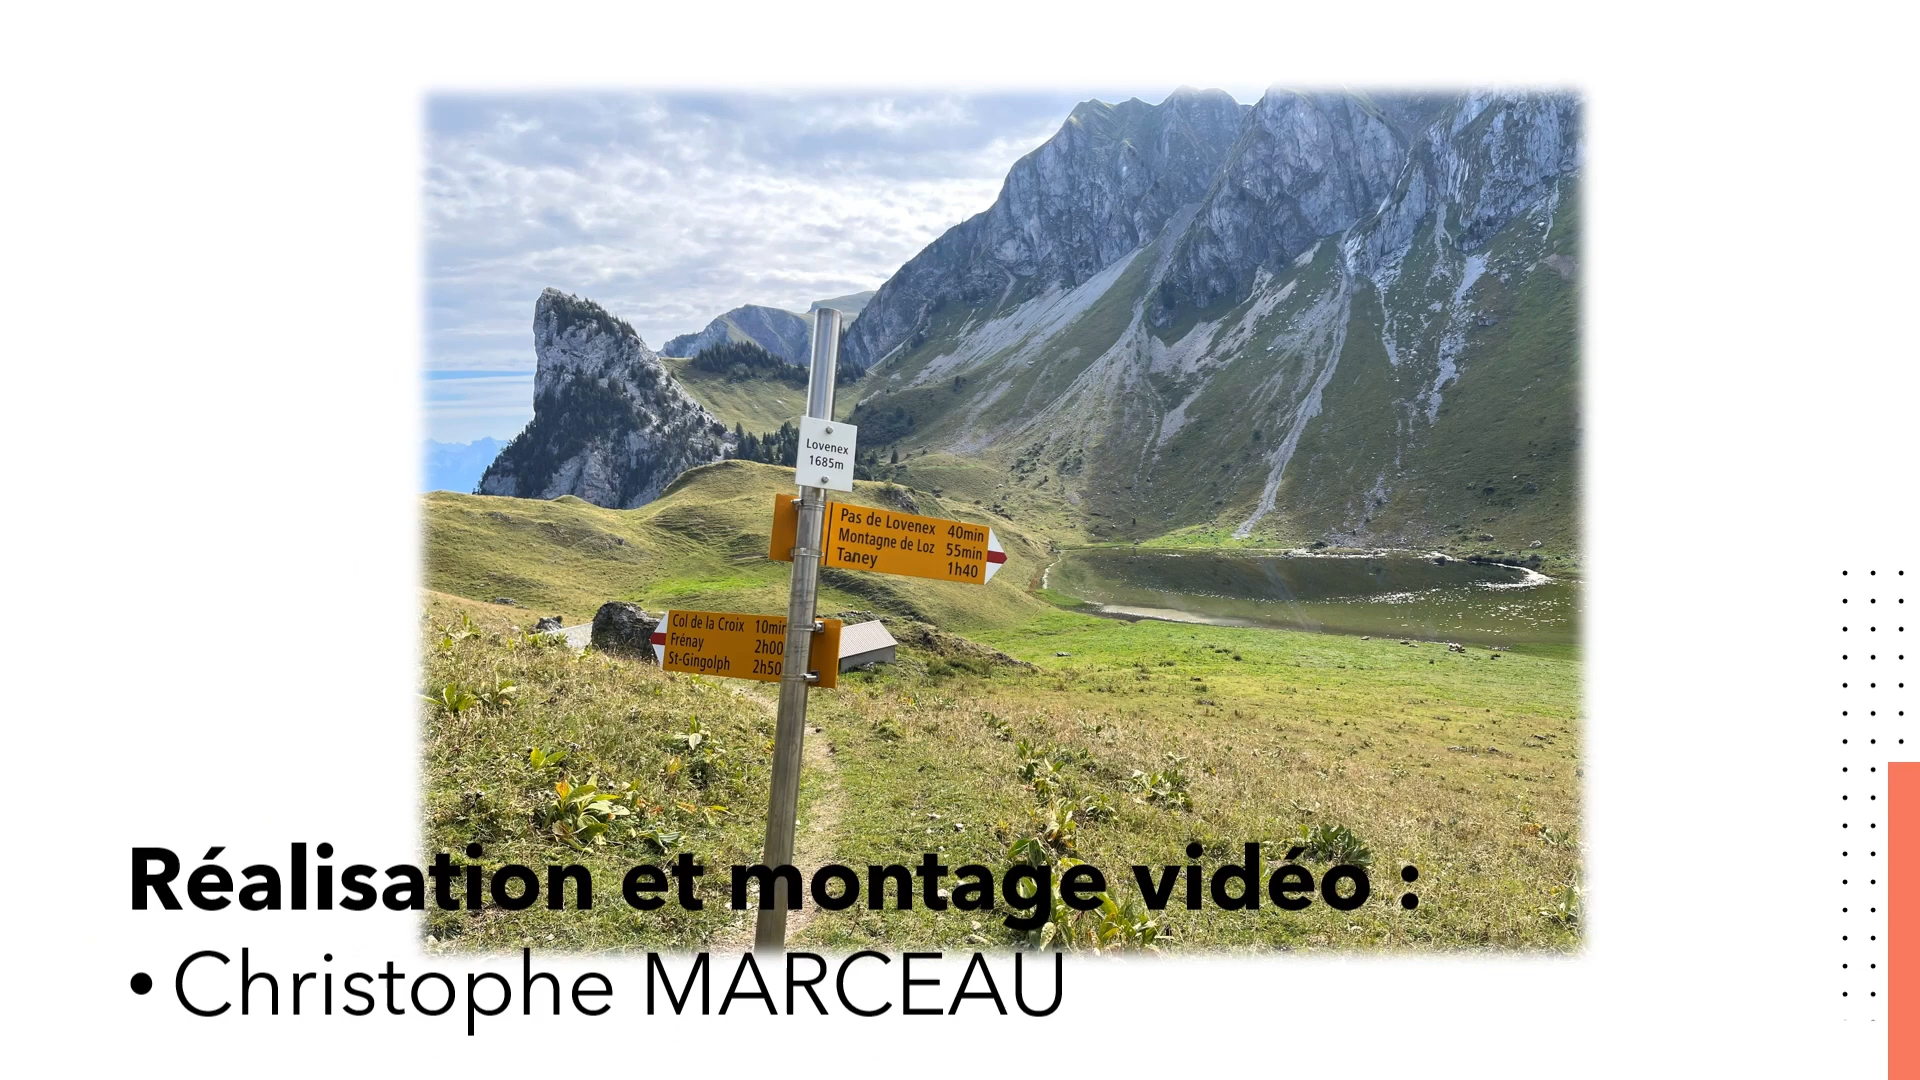 Lovenex
1685m
Pas de Lovenex 40min
Montagne de Loz 55min
Taney 1h40
Col de la Croix 10min
Frénay 2h00
St-Gingolph 2h50
Réalisation et montage vidéo :
• Christophe MARCEAU